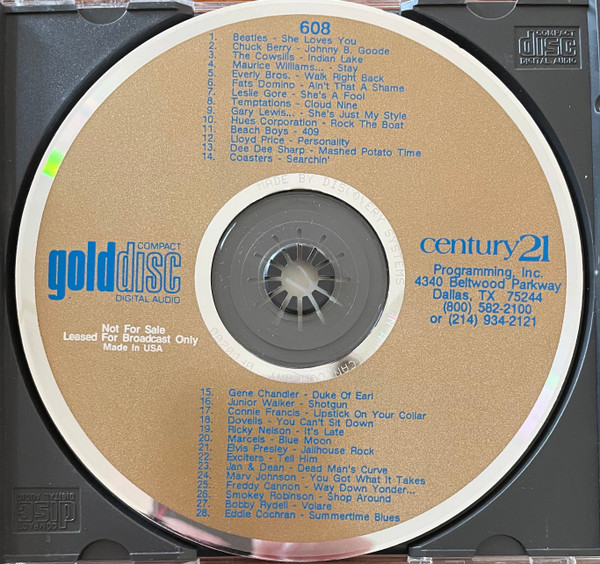 608
1. Beatles - She Loves You
2. Chuck Berry - Johnny B. Goode
3. The Cowsills - Indian Lake
4. Maurice Williams... - Stay
5. Everly Bros. - Walk Right Back
6. Fats Domino - Ain't That A Shame
7. Leslie Gore - She's A Fool
8. Temptations - Cloud Nine
9. Gary Lewis... - She's Just My Style
10. Hues Corporation - Rock The Boat
11. Beach Boys - 409
12. Lloyd Price - Personality
13. Dee Dee Sharp - Mashed Potato Time
14. Coasters - Searchin'
COMPACT
disc
DIGITAL AUDIO
MADE BY DISCOVERY SYSTEMS
COMPACT
golddisc
DIGITAL AUDIO
Not For Sale
Leased For Broadcast Only
Made In USA
century21
Programming, Inc.
4340 Beltwood Parkway
Dallas, TX 75244
(800) 582-2100
or (214) 934-2121
15. Gene Chandler - Duke Of Earl
16. Junior Walker - Shotgun
17. Connie Francis - Lipstick On Your Collar
18. Dovells - You Can't Sit Down
19. Ricky Nelson - It's Late
20. Marcels - Blue Moon
21. Elvis Presley - Jailhouse Rock
22. Exciters - Tell Him
23. Jan & Dean - Dead Man's Curve
24. Marv Johnson - You Got What It Takes
25. Freddy Cannon - Way Down Yonder...
26. Smokey Robinson - Shop Around
27. Bobby Rydell - Volare
28. Eddie Cochran - Summertime Blues
COMPACT
disc
DIGITAL AUDIO